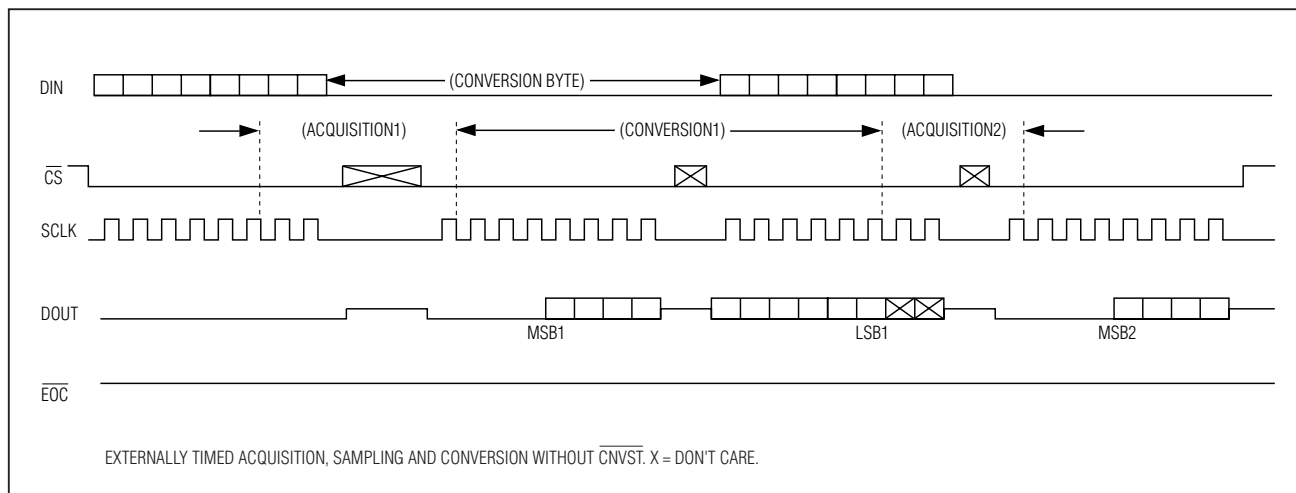 DIN
(CONVERSION BYTE)
(ACQUISITION1)
(CONVERSION1)
(ACQUISITION2)
CS
SCLK
DOUT
MSB1
LSB1
MSB2
EOC
EXTERNALLY TIMED ACQUISITION, SAMPLING AND CONVERSION WITHOUT CNVST. X = DON'T CARE.